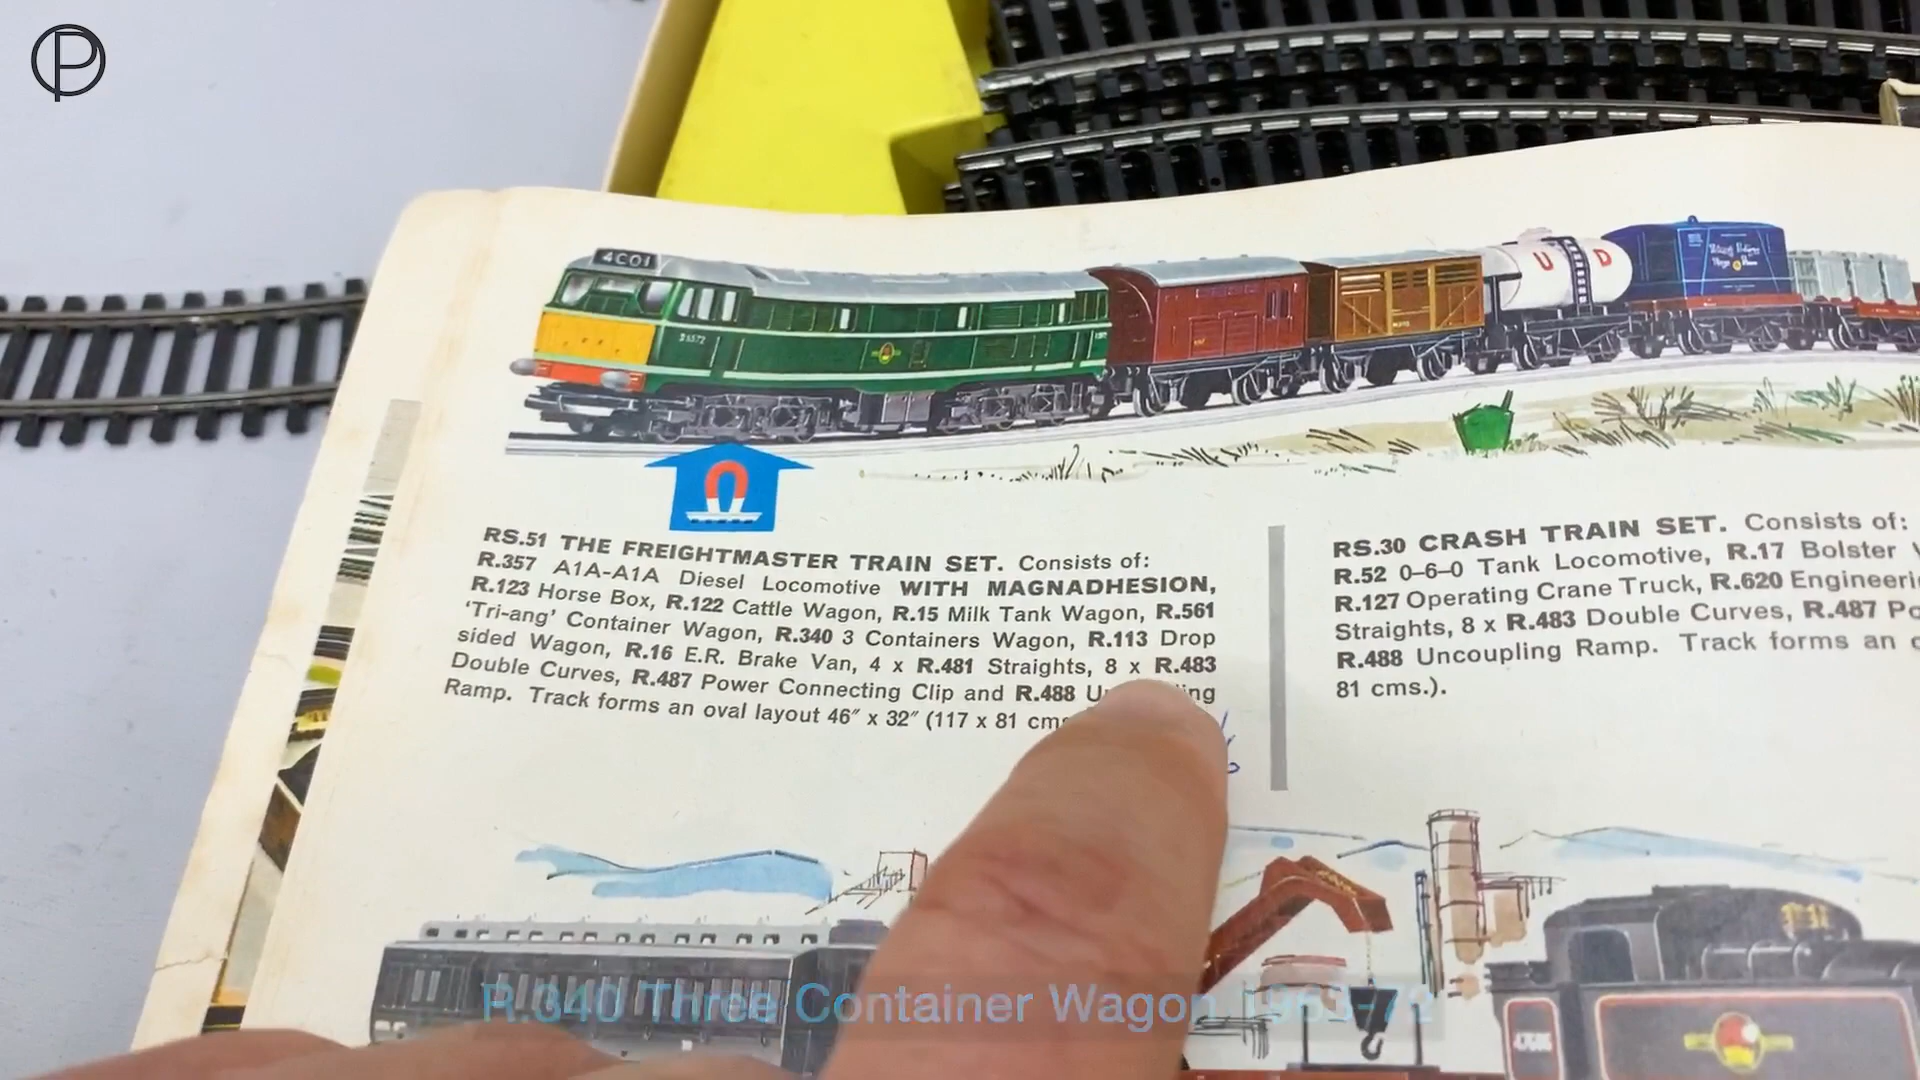 4C01
D5572
U D
RS.51 THE FREIGHTMASTER TRAIN SET. Consists of:
R.357 A1A-A1A Diesel Locomotive WITH MAGNADHESION,
R.123 Horse Box, R.122 Cattle Wagon, R.15 Milk Tank Wagon, R.561
‘Tri-ang’ Container Wagon, R.340 3 Containers Wagon, R.113 Drop
sided Wagon, R.16 E.R. Brake Van, 4 x R.481 Straights, 8 x R.483
Double Curves, R.487 Power Connecting Clip and R.488
Ramp. Track forms an oval layout 46″ x 32″ (117 x 81 cms
RS.30 CRASH TRAIN SET. Consists of:
R.52 0–6–0 Tank Locomotive, R.17 Bolster
R.127 Operating Crane Truck, R.620
Straights, 8 x R.483 Double Curves, R.487
R.488 Uncoupling Ramp. Track forms an
81 cms.).
R.340 Three Container Wagon 1963-72